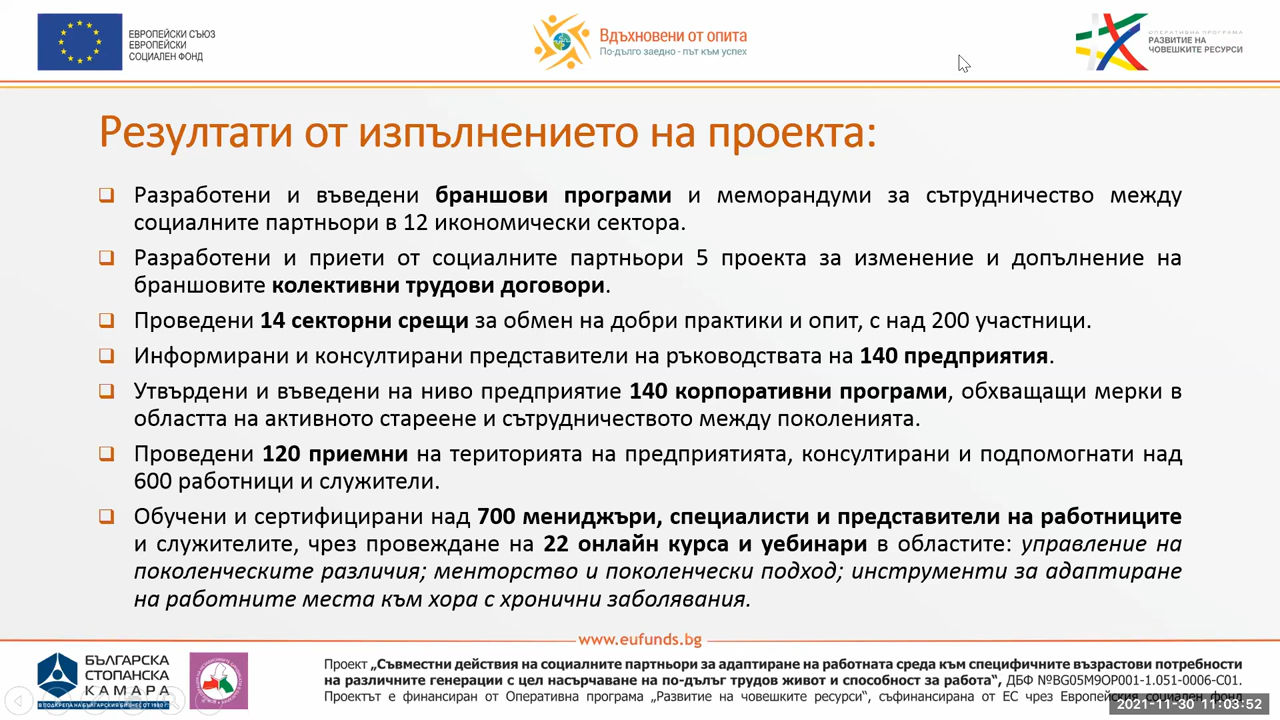 ЕВРОПЕЙСКИ СЪЮЗ
ЕВРОПЕЙСКИ
СОЦИАЛЕН ФОНД
Вдъхновени от опита
По-дълго заедно - път към успех
ОПЕРАТИВНА ПРОГРАМА
РАЗВИТИЕ НА
ЧОВЕШКИТЕ РЕСУРСИ
Резултати от изпълнението на проекта:
Разработени и въведени браншови програми и меморандуми за сътрудничество между
социалните партньори в 12 икономически сектора.
Разработени и приети от социалните партньори 5 проекта за изменение и допълнение на
браншовите колективни трудови договори.
Проведени 14 секторни срещи за обмен на добри практики и опит, с над 200 участници.
Информирани и консултирани представители на ръководствата на 140 предприятия.
Утвърдени и въведени на ниво предприятие 140 корпоративни програми, обхващащи мерки в
областта на активното стареене и сътрудничеството между поколенията.
Проведени 120 приемни на територията на предприятията, консултирани и подпомогнати над
600 работници и служители.
Обучени и сертифицирани над 700 мениджъри, специалисти и представители на работниците
и служителите, чрез провеждане на 22 онлайн курса и уебинари в областите: управление на
поколенческите различия; менторство и поколенчески подход; инструменти за адаптиране
на работните места към хора с хронични заболявания.
www.eufunds.bg
БЪЛГАРСКА
СТОПАНСКА
КАМАРА
В ПОДКРЕПА НА БЪЛГАРСКИЯ БИЗНЕС ОТ 1980 Г.
Проект „Съвместни действия на социалните партньори за адаптиране на работната среда към специфичните възрастови потребности
на различните генерации с цел насърчаване на по-дълъг трудов живот и способност за работа“, ДБФ №BG05M9OP001-1.051-0006-C01.
Проектът е финансиран от Оперативна програма „Развитие на човешките ресурси“, съфинансирана от ЕС чрез Европейския социален фонд.
2021-11-30 11:03:52